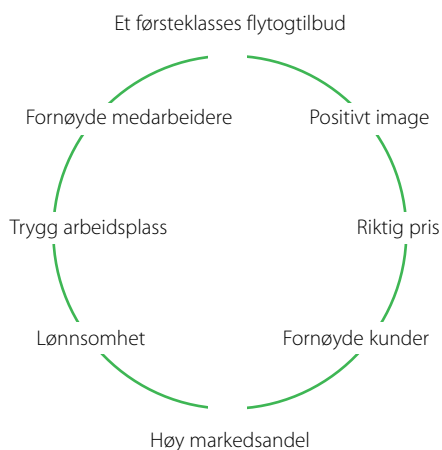 Et førsteklasses flytogtilbud
Fornøyde medarbeidere
Positivt image
Trygg arbeidsplass
Riktig pris
Lønnsomhet
Fornøyde kunder
Høy markedsandel